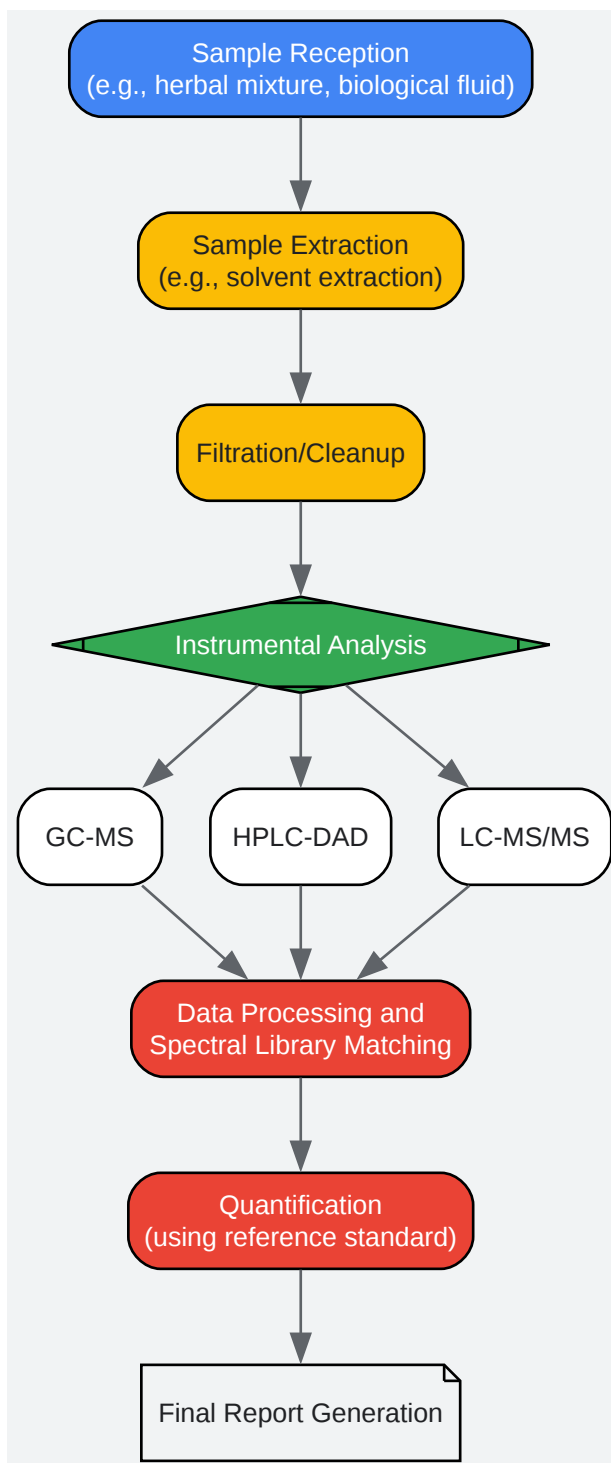 Sample Reception
(e.g., herbal mixture, biological fluid)
Sample Extraction
(e.g., solvent extraction)
Filtration/Cleanup
Instrumental Analysis
GC-MS
HPLC-DAD
LC-MS/MS
Data Processing and
Spectral Library Matching
Quantification
(using reference standard)
Final Report Generation